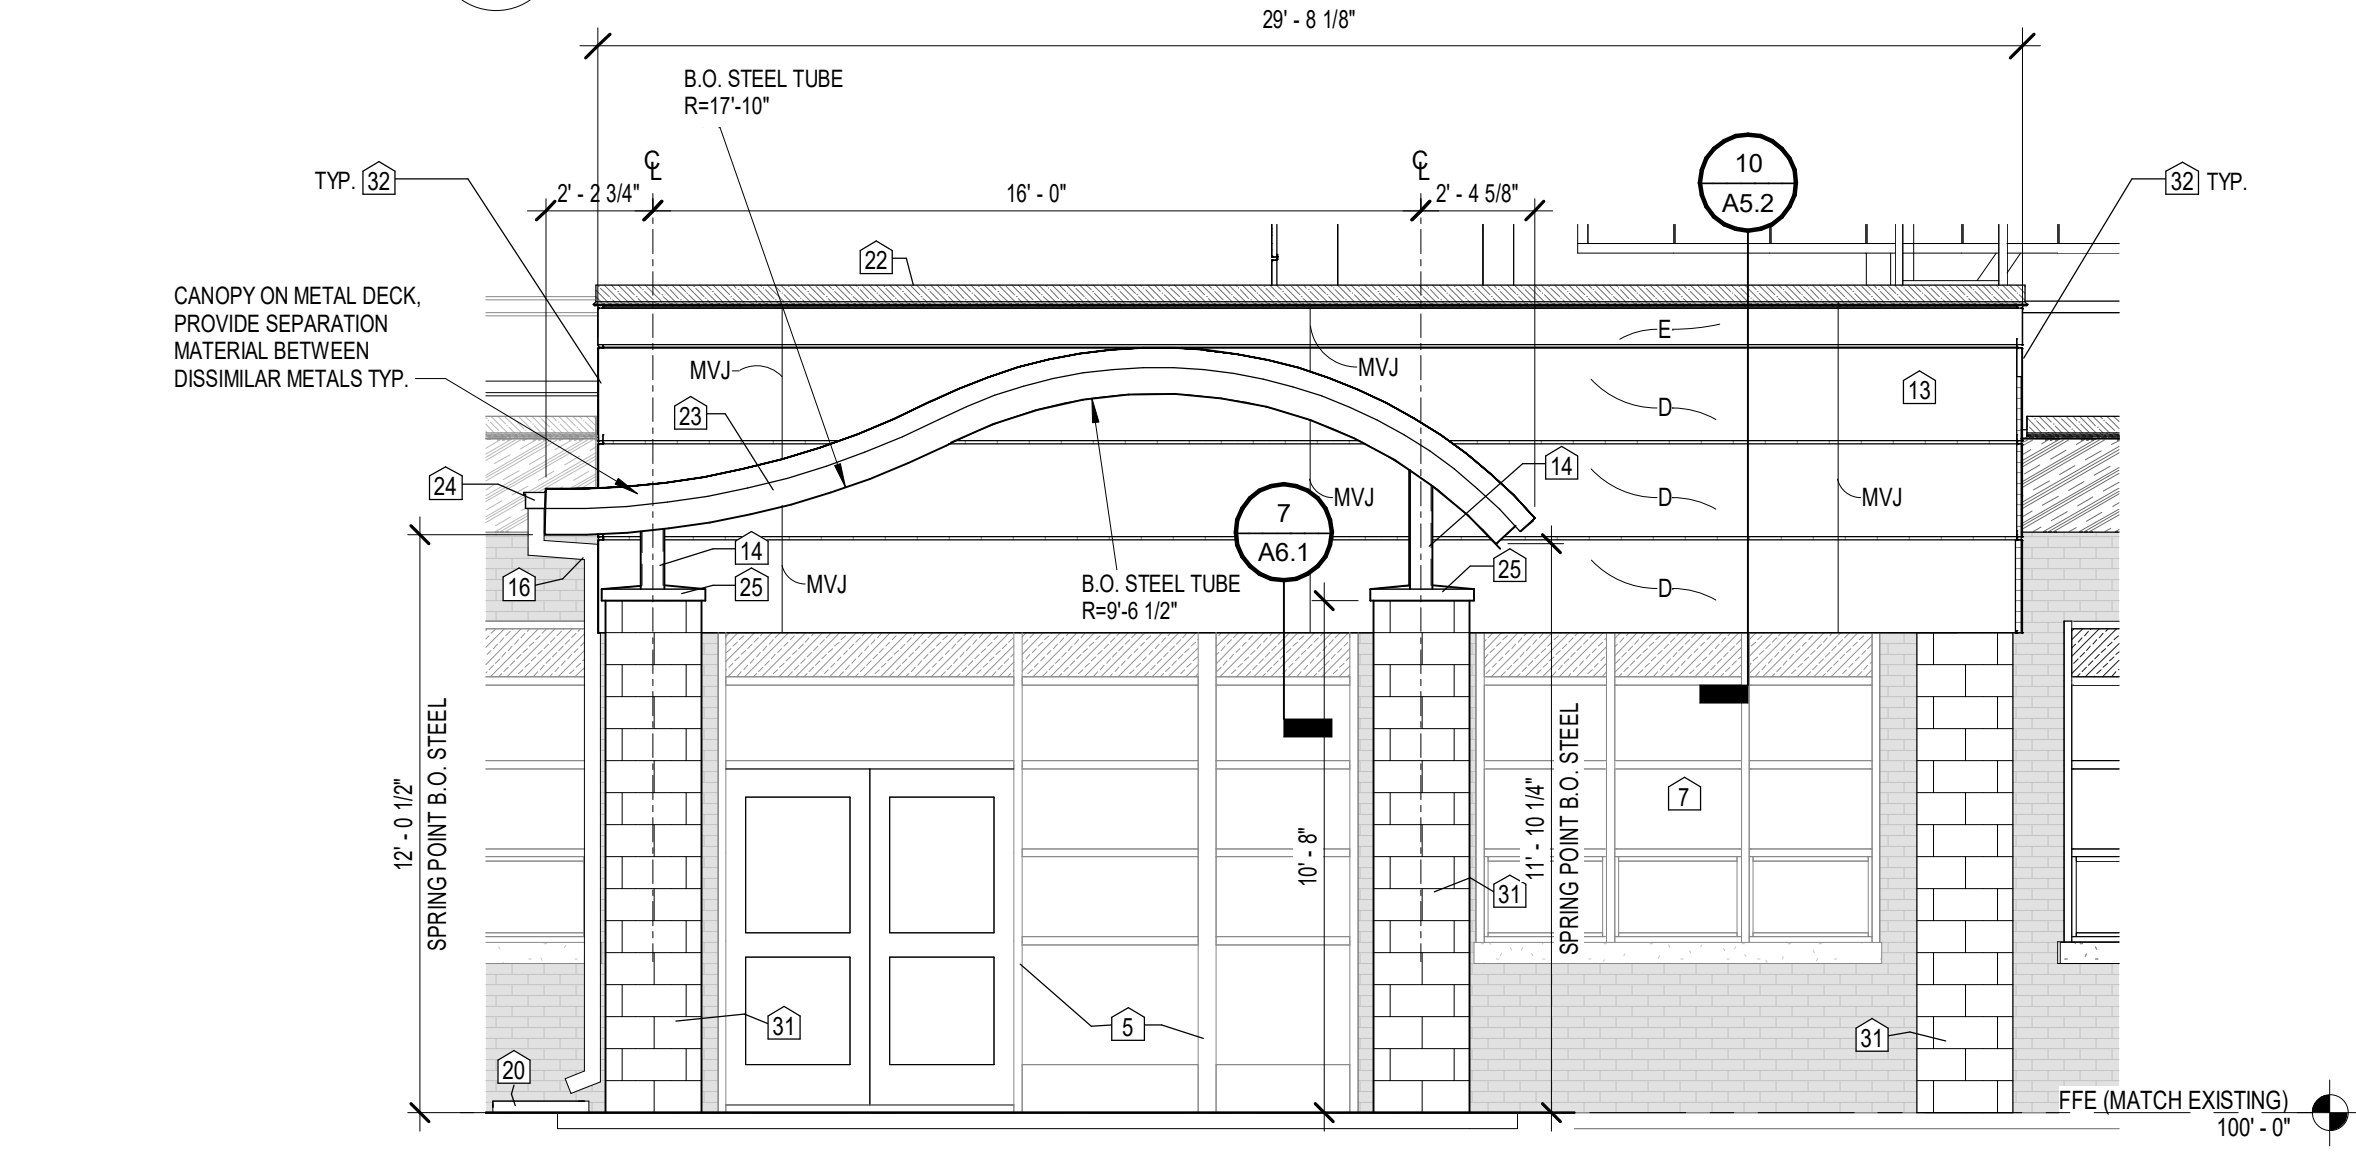 29' - 8 1/8"
B.O. STEEL TUBE
R=17'-10"
10
A5.2
CL
CL
TYP. 32
32 TYP.
2' - 2 3/4"
16' - 0"
2' - 4 5/8"
22
CANOPY ON METAL DECK,
PROVIDE SEPARATION
MATERIAL BETWEEN
DISSIMILAR METALS TYP.
E
MVJ
MVJ
13
23
D
14
24
MVJ
D
MVJ
7
A6.1
14
16
25
MVJ
B.O. STEEL TUBE
R=9'-6 1/2"
25
D
12' - 0 1/2"
SPRING POINT B.O. STEEL
10' - 8"
11' - 10 1/4"
SPRING POINT B.O. STEEL
7
31
31
5
31
20
FFE (MATCH EXISTING)
100' - 0"